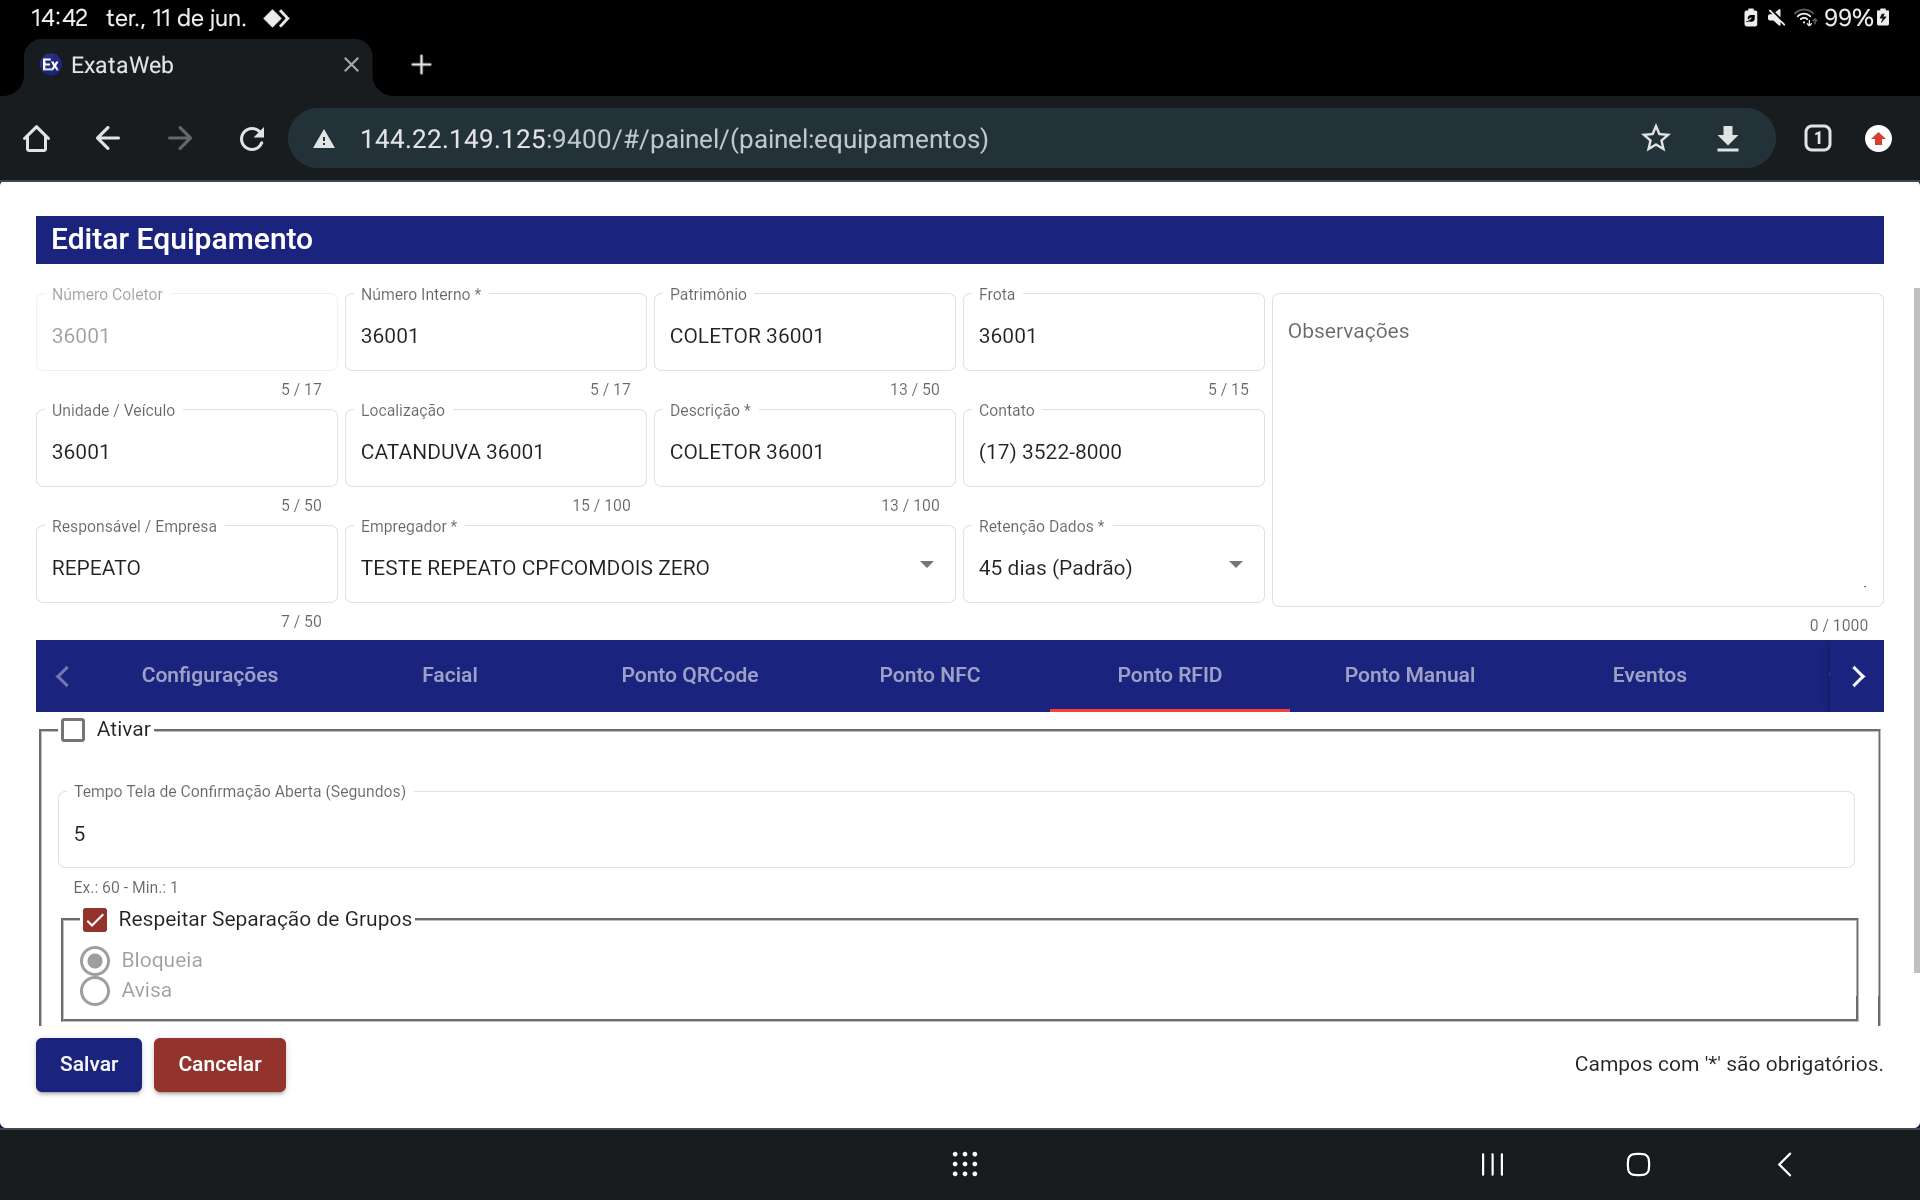 14:42 ter., 11 de jun. 99%
Ex ExataWeb
144.22.149.125:9400/#/painel/(painel:equipamentos) 1
Editar Equipamento
Número Coletor Número Interno * Patrimônio Frota
36001 36001 COLETOR 36001 36001 Observações
5 / 17 5 / 17 13 / 50 5 / 15
Unidade / Veículo Localização Descrição * Contato
36001 CATANDUVA 36001 COLETOR 36001 (17) 3522-8000
5 / 50 15 / 100 13 / 100
Responsável / Empresa Empregador * Retenção Dados *
REPEATO TESTE REPEATO CPFCOMDOIS ZERO 45 dias (Padrão)
7 / 50 0 / 1000
Configurações Facial Ponto QRCode Ponto NFC Ponto RFID Ponto Manual Eventos
Ativar
Tempo Tela de Confirmação Aberta (Segundos)
5
Ex.: 60 - Min.: 1
Respeitar Separação de Grupos
Bloqueia
Avisa
Salvar Cancelar Campos com '*' são obrigatórios.